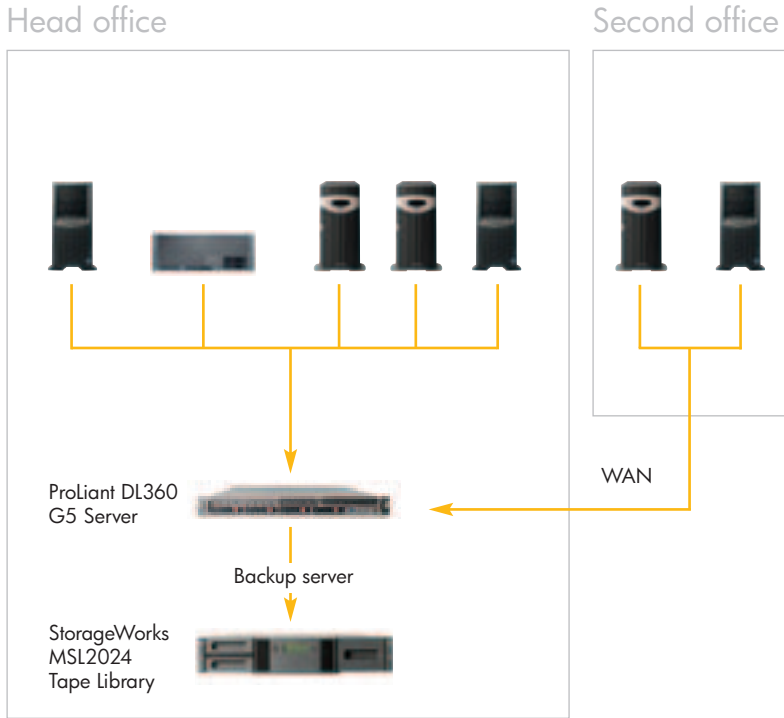 Head office
Second office
WAN
ProLiant DL360
G5 Server
Backup server
StorageWorks
MSL2024
Tape Library